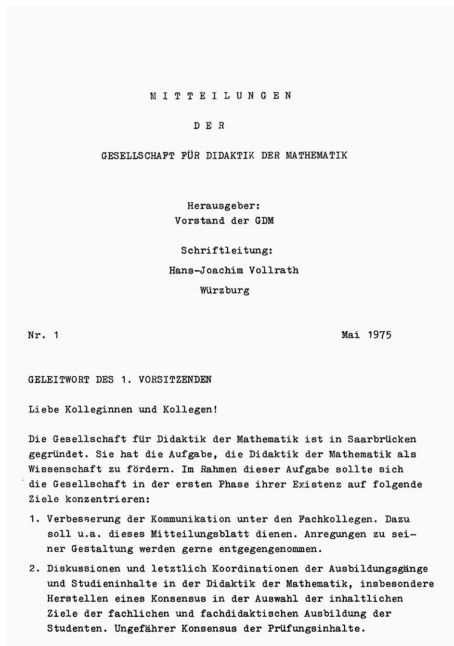 MITTEILUNGEN
DER
GESELLSCHAFT FÜR DIDAKTIK DER MATHEMATIK
Herausgeber:
Vorstand der GDM
Schriftleitung:
Hans-Joachim Vollrath
Würzburg
Nr. 1 Mai 1975
GELEITWORT DES 1. VORSITZENDEN
Liebe Kolleginnen und Kollegen!
Die Gesellschaft für Didaktik der Mathematik ist in Saarbrücken
gegründet. Sie hat die Aufgabe, die Didaktik der Mathematik als
Wissenschaft zu fördern. Im Rahmen dieser Aufgabe sollte sich
die Gesellschaft in der ersten Phase ihrer Existenz auf folgende
Ziele konzentrieren:
1. Verbesserung der Kommunikation unter den Fachkollegen. Dazu
soll u.a. dieses Mitteilungsblatt dienen. Anregungen zu sei-
ner Gestaltung werden gerne entgegengenommen.
2. Diskussionen und letztlich Koordinationen der Ausbildungsgänge
und Studieninhalte in der Didaktik der Mathematik, insbesondere
Herstellen eines Konsensus in der Auswahl der inhaltlichen
Ziele der fachlichen und fachdidaktischen Ausbildung der
Studenten. Ungefährer Konsensus der Prüfungsinhalte.